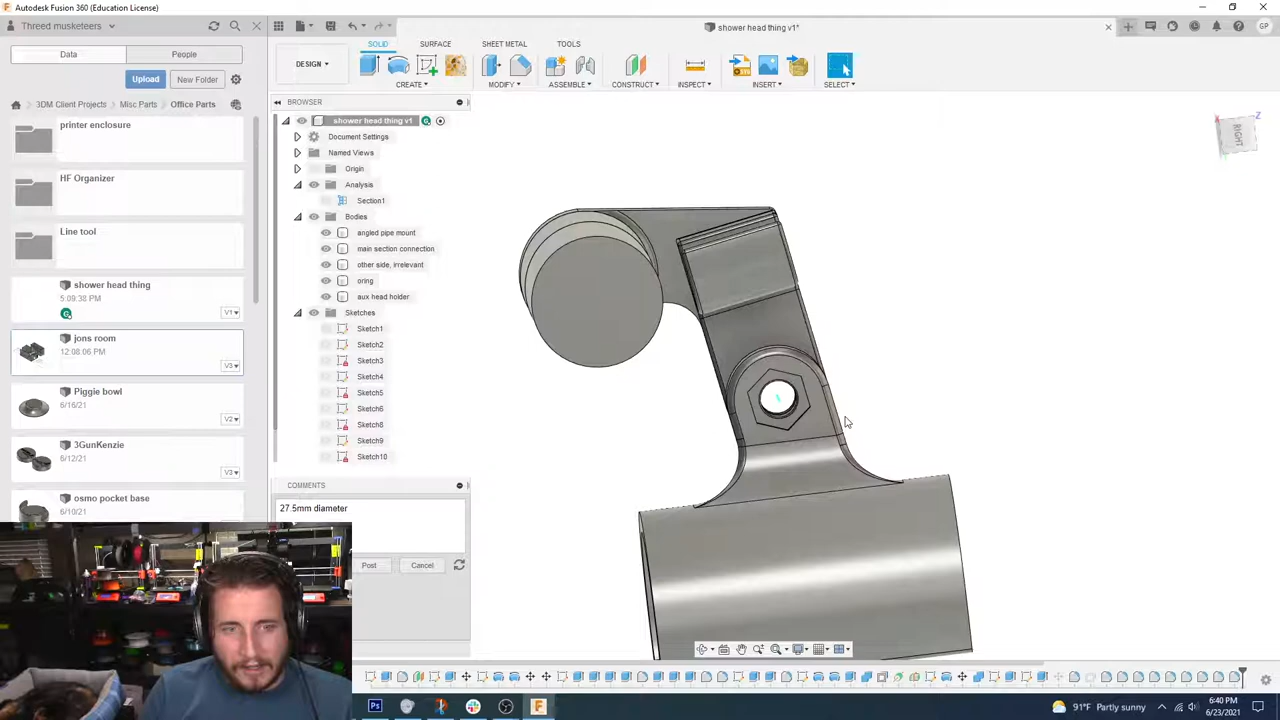 Autodesk Fusion 360 (Education License)
Threed musketeers
shower head thing v1*
GP
Data
People
DESIGN
SOLID
SURFACE
SHEET METAL
TOOLS
Upload
New Folder
CREATE
MODIFY
ASSEMBLE
CONSTRUCT
INSPECT
INSERT
SELECT
3DM Client Projects
Misc Parts
Office Parts
BROWSER
printer enclosure
HF Organizer
Line tool
shower head thing
5:09:38 PM
V1
jons room
12:08:06 PM
V3
Piggie bowl
6/16/21
V2
3GunKenzie
6/12/21
V3
osmo pocket base
6/10/21
shower head thing v1
Document Settings
Named Views
Origin
Analysis
Section1
Bodies
angled pipe mount
main section connection
other side, irrelevant
oring
aux head holder
Sketches
Sketch1
Sketch2
Sketch3
Sketch4
Sketch5
Sketch6
Sketch8
Sketch9
Sketch10
COMMENTS
27.5mm diameter
Post
Cancel
RIGHT
Z
91°F Partly sunny
6:40 PM
6/23/2021